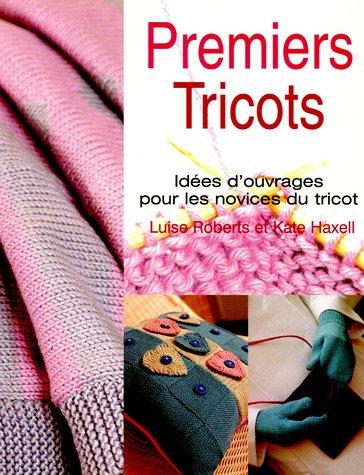 Premiers
Tricots
Idées d'ouvrages
pour les novices du tricot
Luise Roberts et Kate Haxell